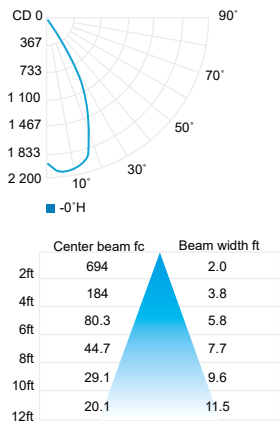 CD 0
90˚
367
733
70˚
1 100
1 467
50˚
1 833
30˚
2 200
10˚
-0˚H
Center beam fc Beam width ft
694 2.0
2ft
184 3.8
4ft
80.3 5.8
6ft
44.7 7.7
8ft
29.1 9.6
10ft
20.1 11.5
12ft